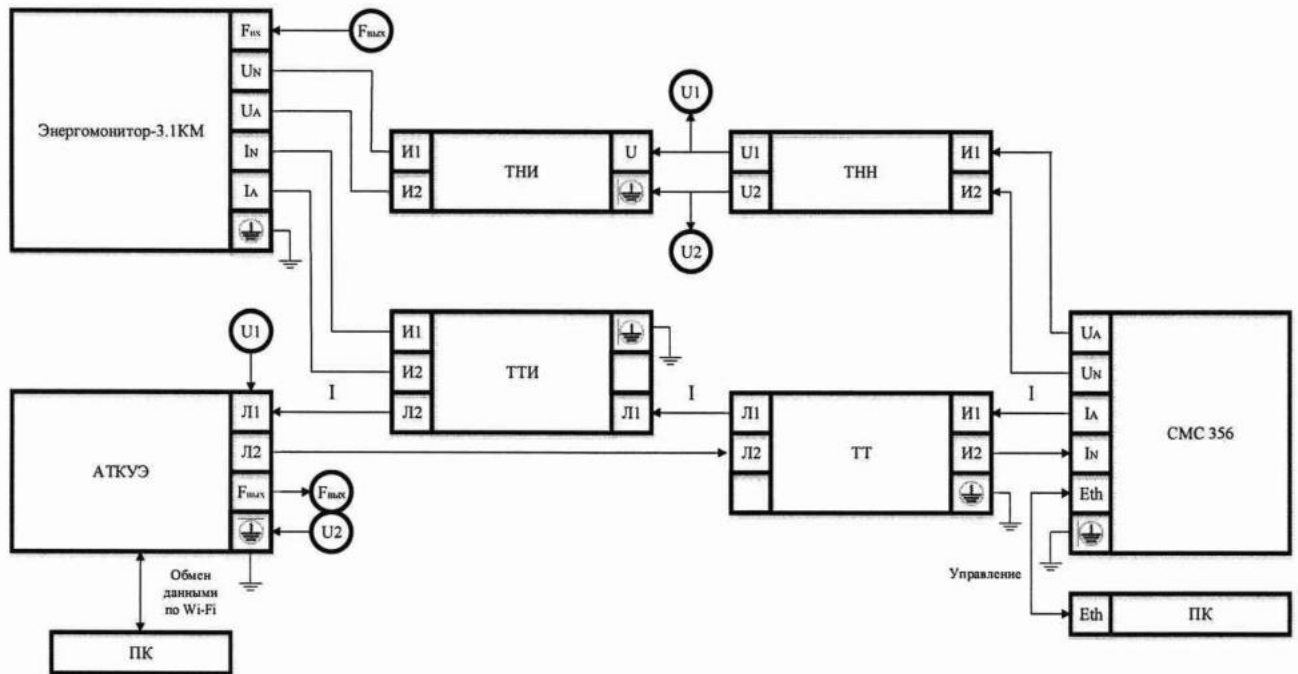 Энергомонитор-3.1КМ
Fвх
UN
UA
IN
IA
Fвых
И1
И2
ТНИ
U
U1
U2
U1
U2
ТНН
И1
И2
U1
И1
И2
Л2
ТТИ
Л1
I
I
I
АТКУЭ
Л1
Л2
Fвых
Fвых
U2
Л1
Л2
ТТ
И1
И2
UA
UN
IA
IN
Eth
СМС 356
Обмен
данными
по Wi-Fi
ПК
Управление
Eth
ПК